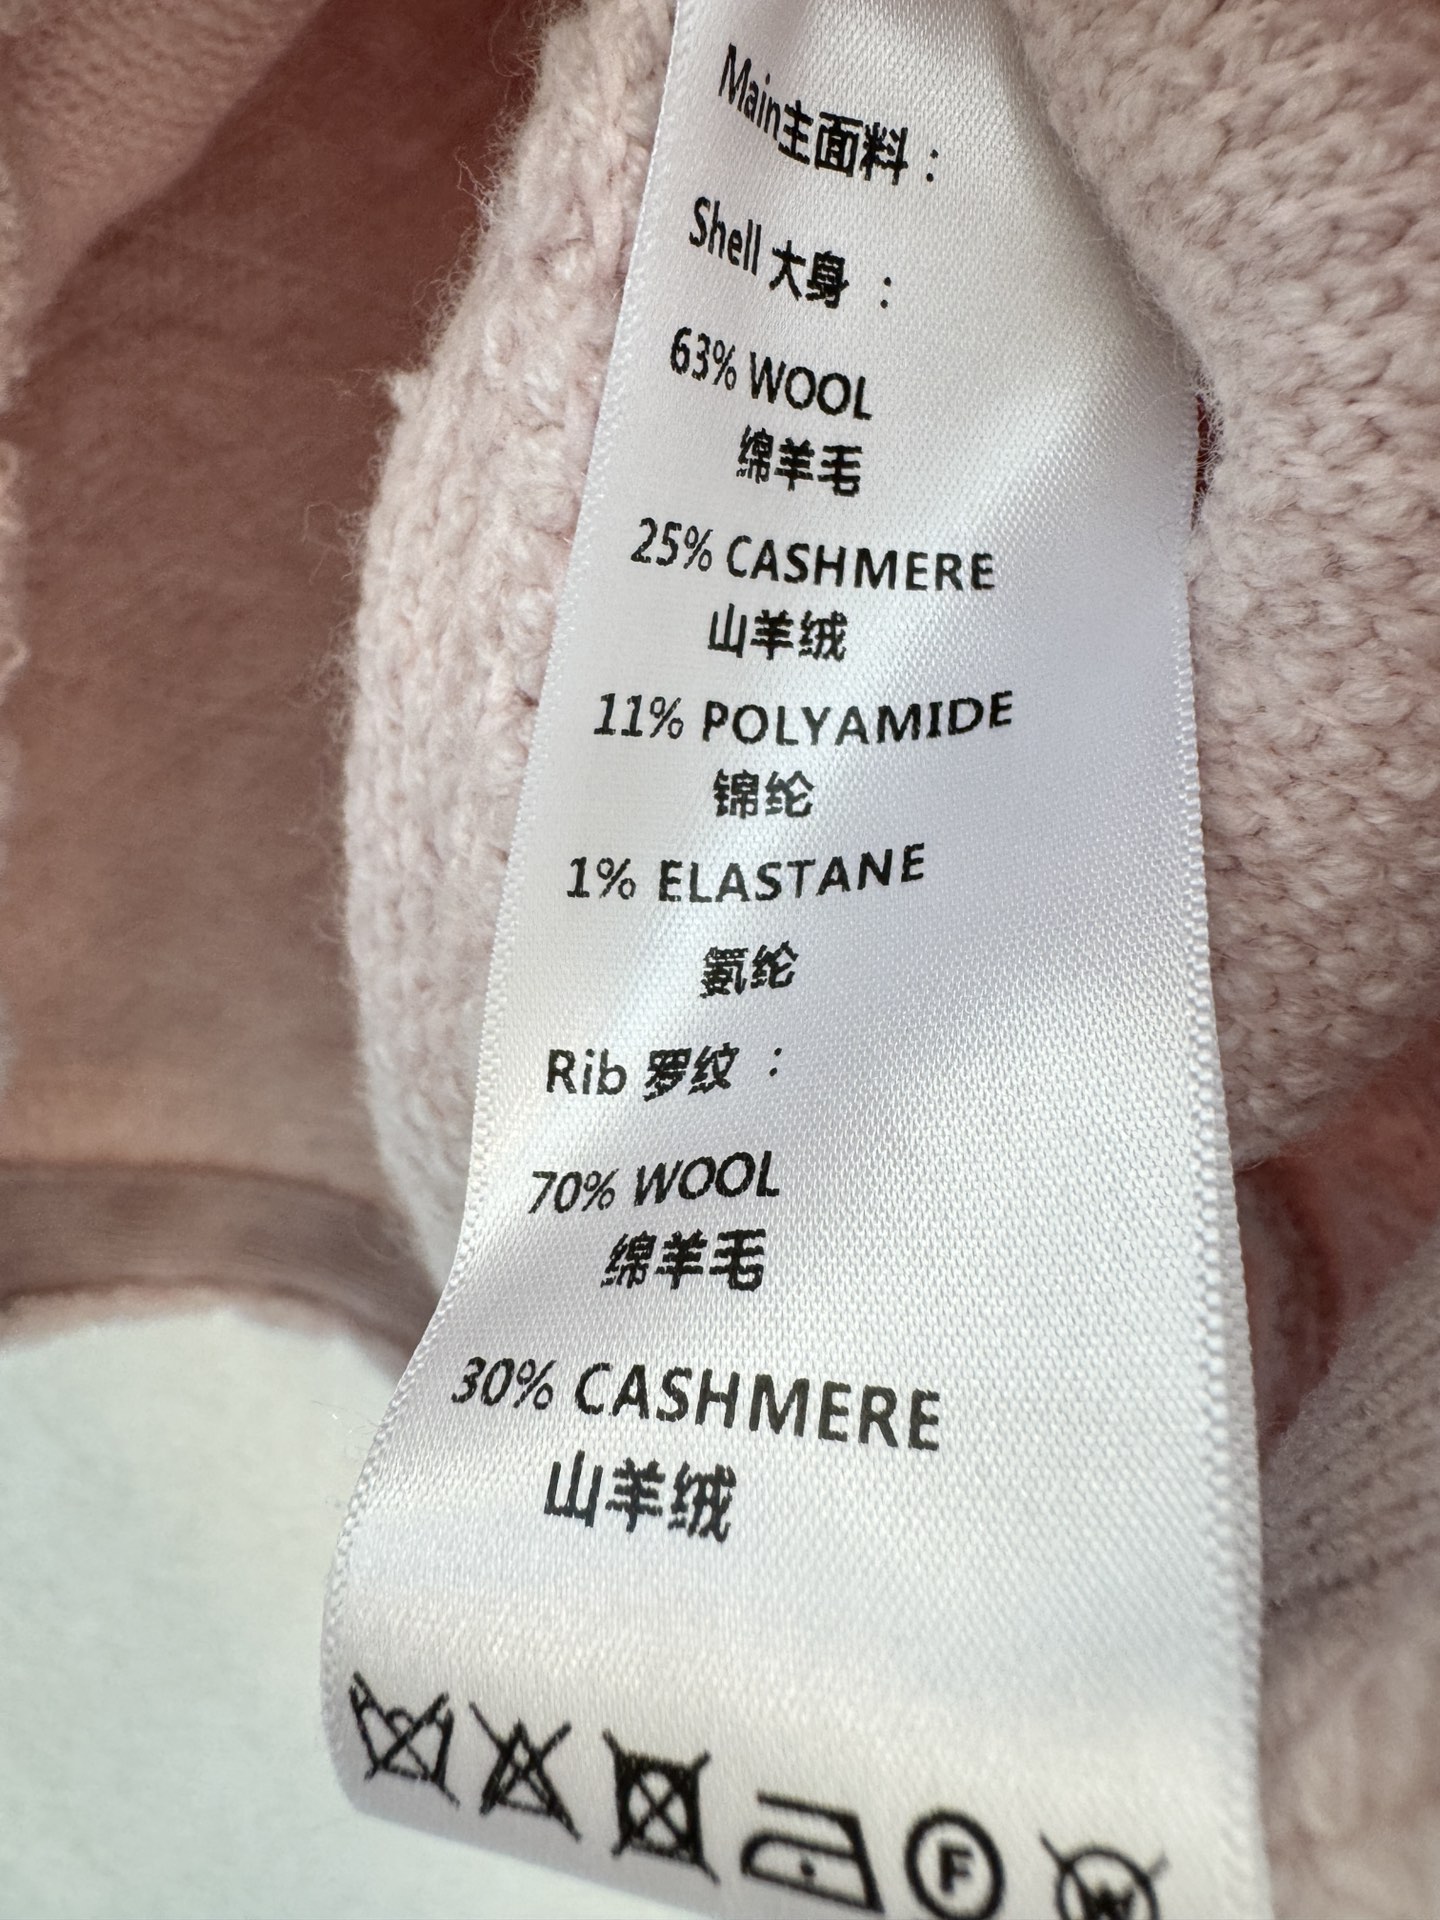 Main主面料：
Shell 大身 ：
63% WOOL
绵羊毛
25% CASHMERE
山羊绒
11% POLYAMIDE
锦纶
1% ELASTANE
氨纶
Rib 罗纹 ：
70% WOOL
绵羊毛
30% CASHMERE
山羊绒
F W